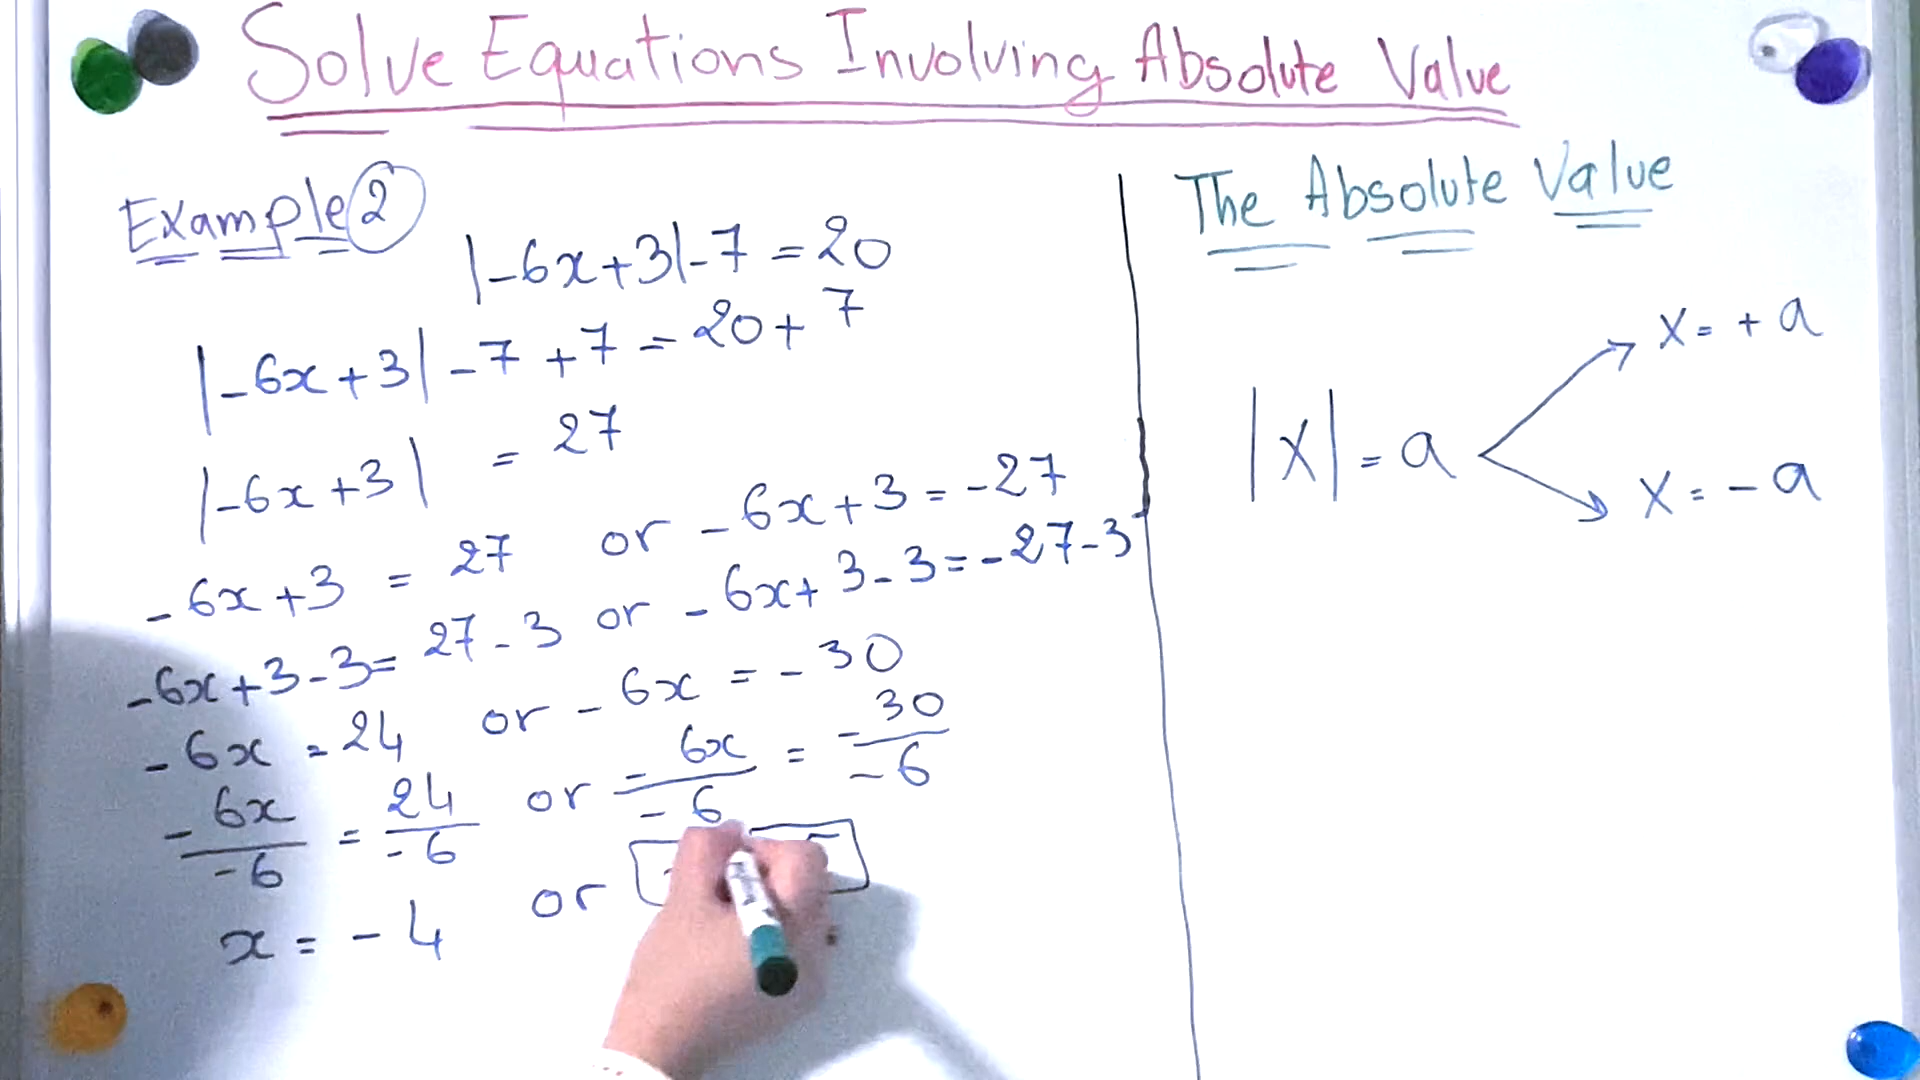 Solve Equations Involving Absolute Value
Example 2
|-6x+3|-7=20
|-6x+3|-7+7=20+7
|-6x+3| = 27
-6x+3 = 27 or -6x+3=-27
-6x+3-3=27-3 or -6x+3-3=-27-3
-6x=24 or -6x=-30
-6x/-6 = 24/-6 or -6x/-6 = -30/-6
x=-4 or
The Absolute Value
x=+a
|x|=a
x=-a